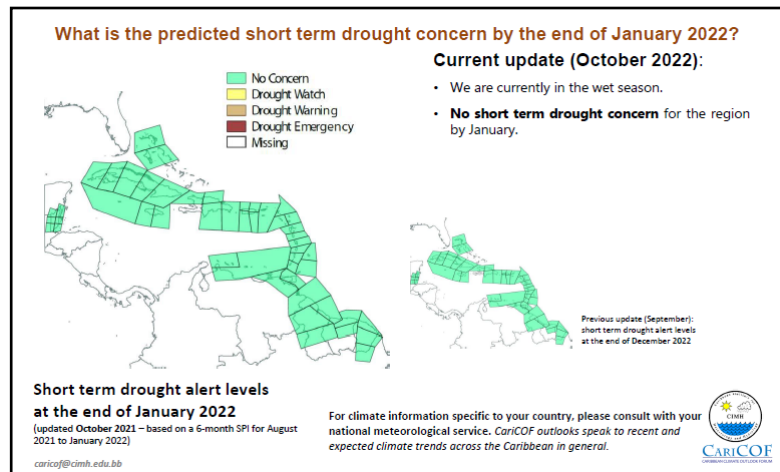 What is the predicted short term drought concern by the end of January 2022?
No Concern
Drought Watch
Drought Warning
Drought Emergency
Missing
Current update (October 2022):
• We are currently in the wet season.
• No short term drought concern for the region
by January.
Previous update (September):
short term drought alert levels
at the end of December 2022
Short term drought alert levels
at the end of January 2022
(updated October 2021 – based on a 6-month SPI for August
2021 to January 2022)
caricof@cimh.edu.bb
For climate information specific to your country, please consult with your
national meteorological service. CariCOF outlooks speak to recent and
expected climate trends across the Caribbean in general.
CIMH
CARICOF
CARIBBEAN CLIMATE OUTLOOK FORUM